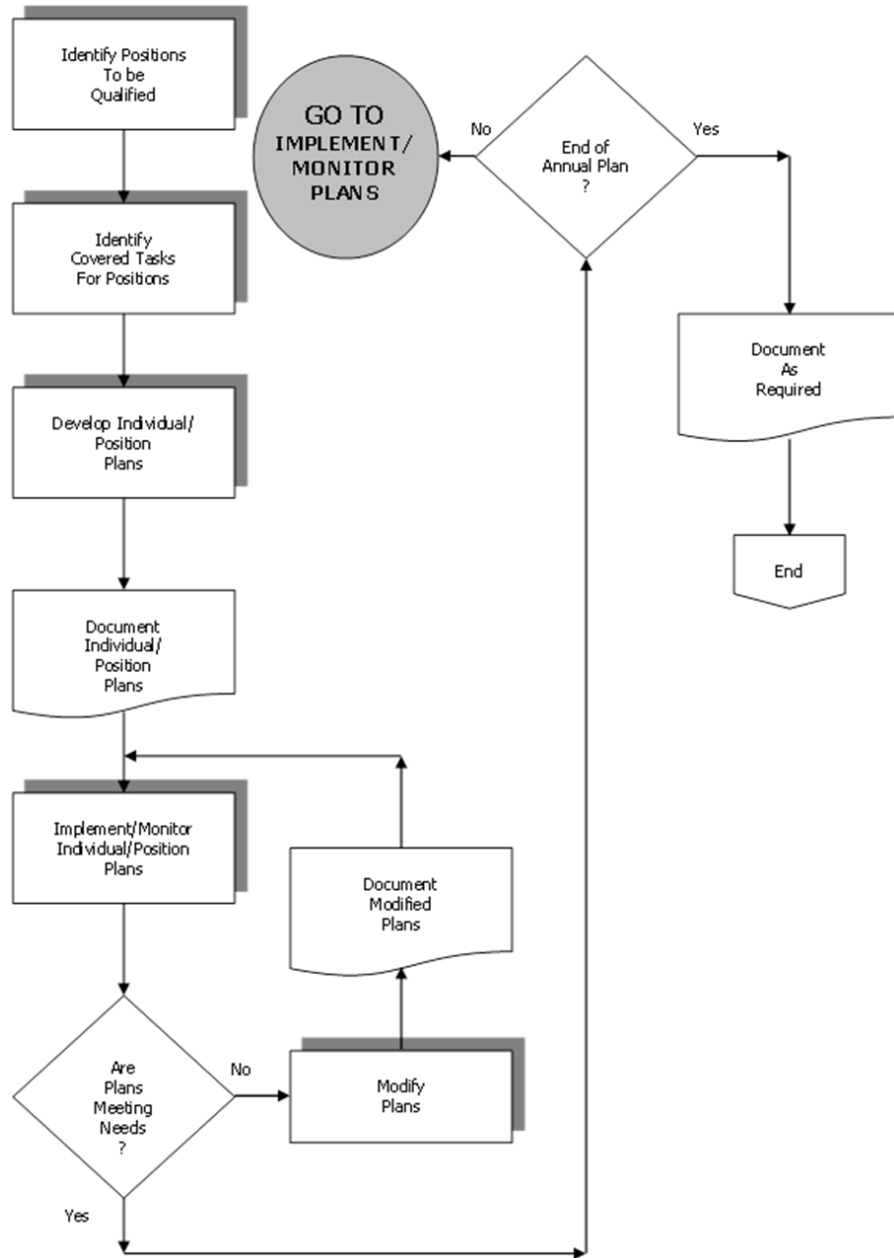 Identify Positions
To be
Qualified
Identify
Covered Tasks
For Positions
Develop Individual/
Position
Plans
Document
Individual/
Position
Plans
Implement/Monitor
Individual/Position
Plans
Are
Plans
Meeting
Needs
?
No
Yes
Modify
Plans
Document
Modified
Plans
GO TO
IMPLEMENT/
MONITOR
PLANS
No
End of
Annual Plan
?
Yes
Document
As
Required
End